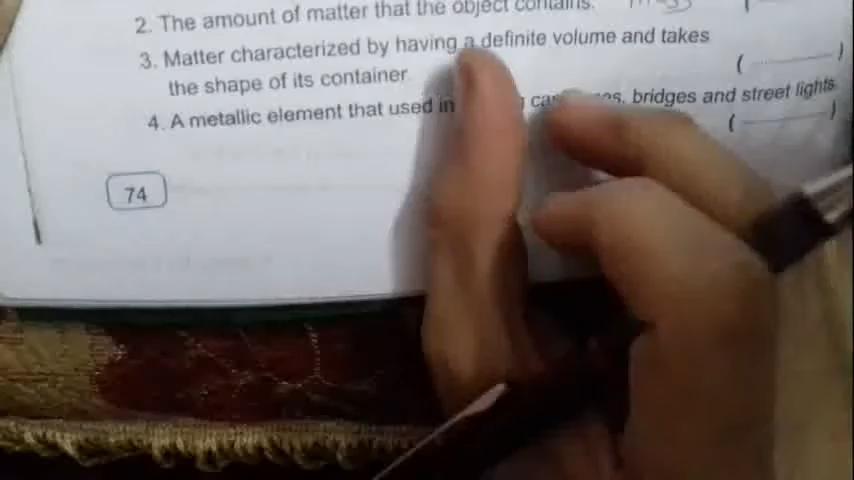 2. The amount of matter that the object contains.
3. Matter characterized by having a definite volume and takes
the shape of its container.
(............)
4. A metallic element that used in bridges and street lights
(............)
74